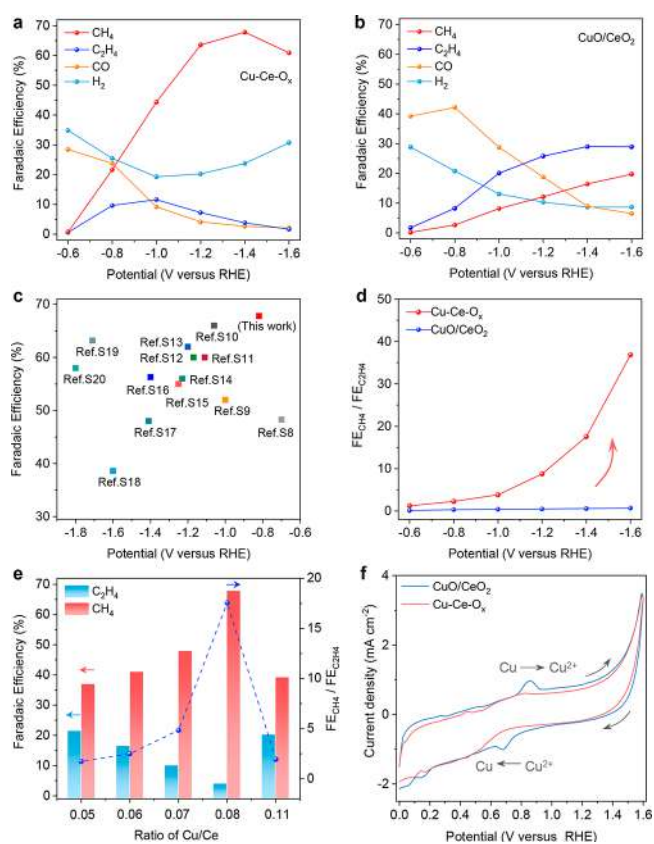 a
CH4
C2H4
CO
H2
Cu-Ce-Ox
70
60
50
40
30
20
10
0
Faradaic Efficiency (%)
-0.6 -0.8 -1.0 -1.2 -1.4 -1.6
Potential (V versus RHE)
b
CH4
C2H4
CO
H2
CuO/CeO2
70
60
50
40
30
20
10
0
Faradaic Efficiency (%)
-0.6 -0.8 -1.0 -1.2 -1.4 -1.6
Potential (V versus RHE)
c
80
70
60
50
40
30
Faradaic Efficiency (%)
(This work)
Ref.S10
Ref.S13
Ref.S19
Ref.S12
Ref.S11
Ref.S20
Ref.S14
Ref.S16
Ref.S15
Ref.S9
Ref.S17
Ref.S8
Ref.S18
-1.8 -1.6 -1.4 -1.2 -1.0 -0.8 -0.6
Potential (V versus RHE)
d
Cu-Ce-Ox
CuO/CeO2
50
40
30
20
10
0
FECH4 / FEC2H4
-0.6 -0.8 -1.0 -1.2 -1.4 -1.6
Potential (V versus RHE)
e
C2H4
CH4
70
60
50
40
30
20
10
0
Faradaic Efficiency (%)
20
15
10
5
0
FECH4 / FEC2H4
0.05 0.06 0.07 0.08 0.11
Ratio of Cu/Ce
f
CuO/CeO2
Cu-Ce-Ox
4
2
0
-2
Current density (mA cm-2)
Cu → Cu2+
Cu ← Cu2+
0.0 0.2 0.4 0.6 0.8 1.0 1.2 1.4 1.6
Potential (V versus RHE)